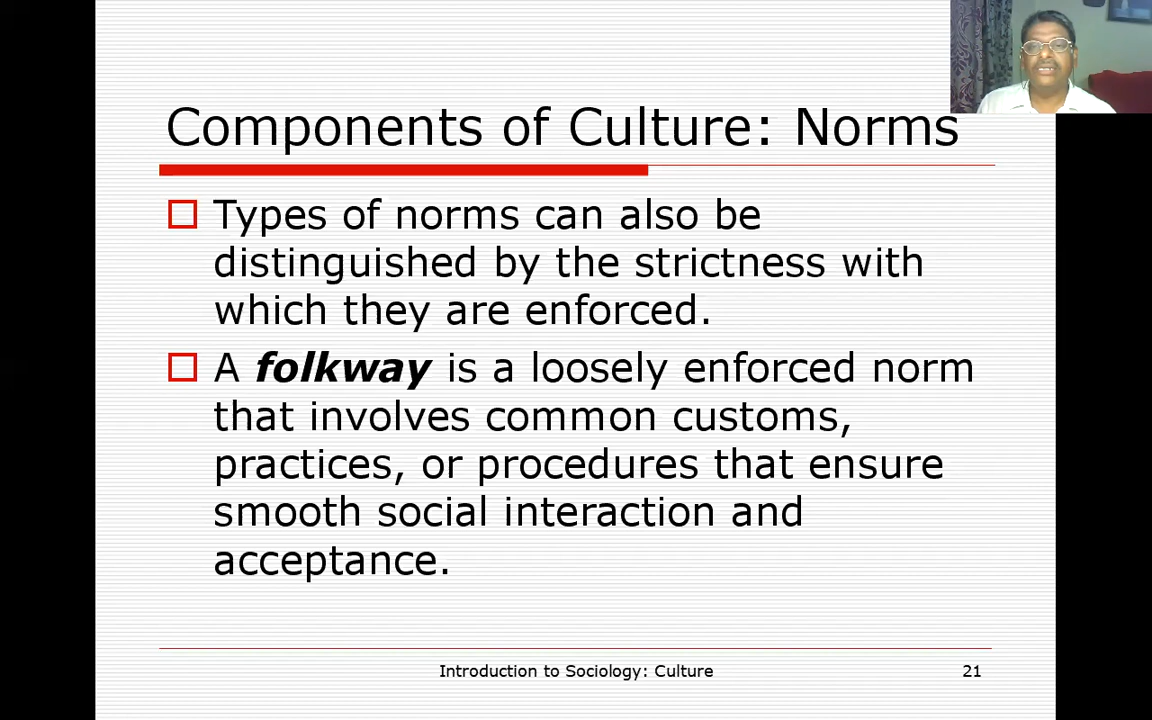 Components of Culture: Norms
Types of norms can also be
distinguished by the strictness with
which they are enforced.
A folkway is a loosely enforced norm
that involves common customs,
practices, or procedures that ensure
smooth social interaction and
acceptance.
Introduction to Sociology: Culture
21